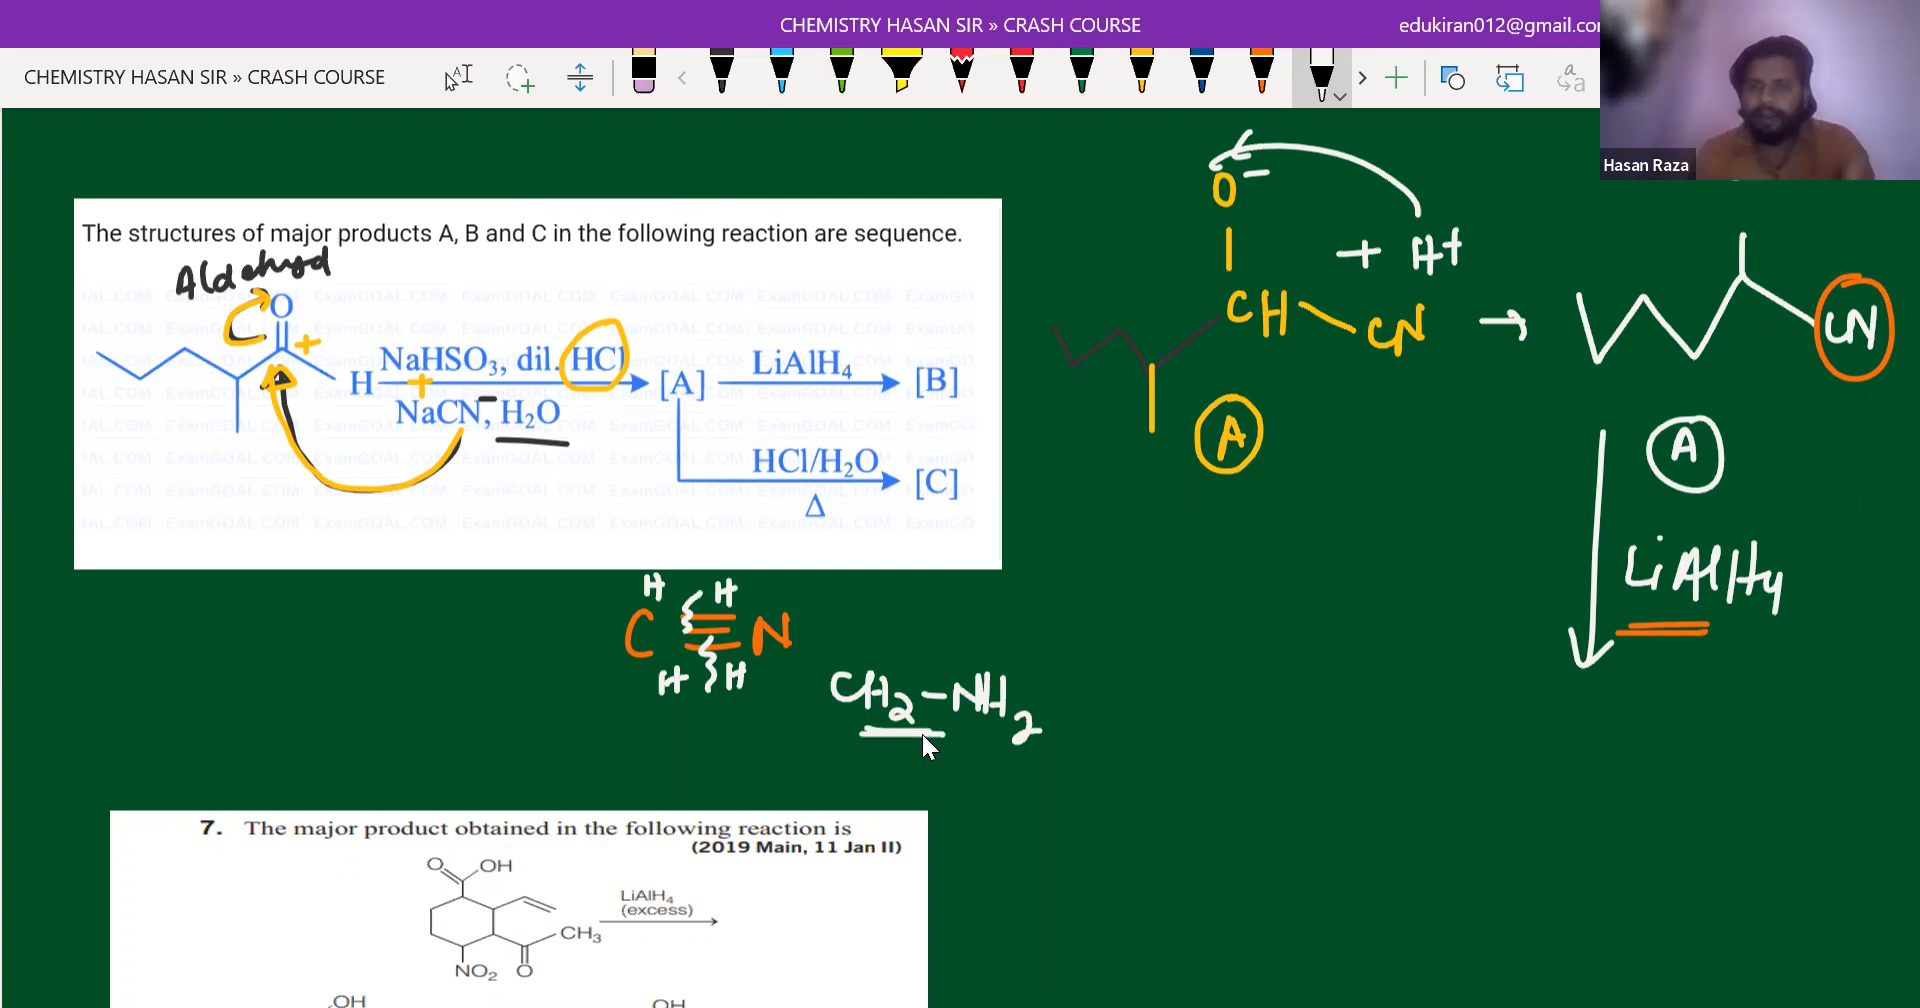 CHEMISTRY HASAN SIR » CRASH COURSE
edukiran012@gmail.co
CHEMISTRY HASAN SIR » CRASH COURSE
Hasan Raza
The structures of major products A, B and C in the following reaction are sequence.
Aldehyd
O
+
H
NaHSO₃, dil. HCl
+
NaCN, H₂O
[A]
LiAlH₄
[B]
HCl/H₂O
Δ
[C]
O−
CH
CN
+ H+
A
→
CN
A
LiAlH4
H H
C ≡ N
H H
CH2-NH2
7. The major product obtained in the following reaction is
(2019 Main, 11 Jan II)
O
OH
LiAlH₄
(excess)
CH₃
NO₂
O
OH
OH